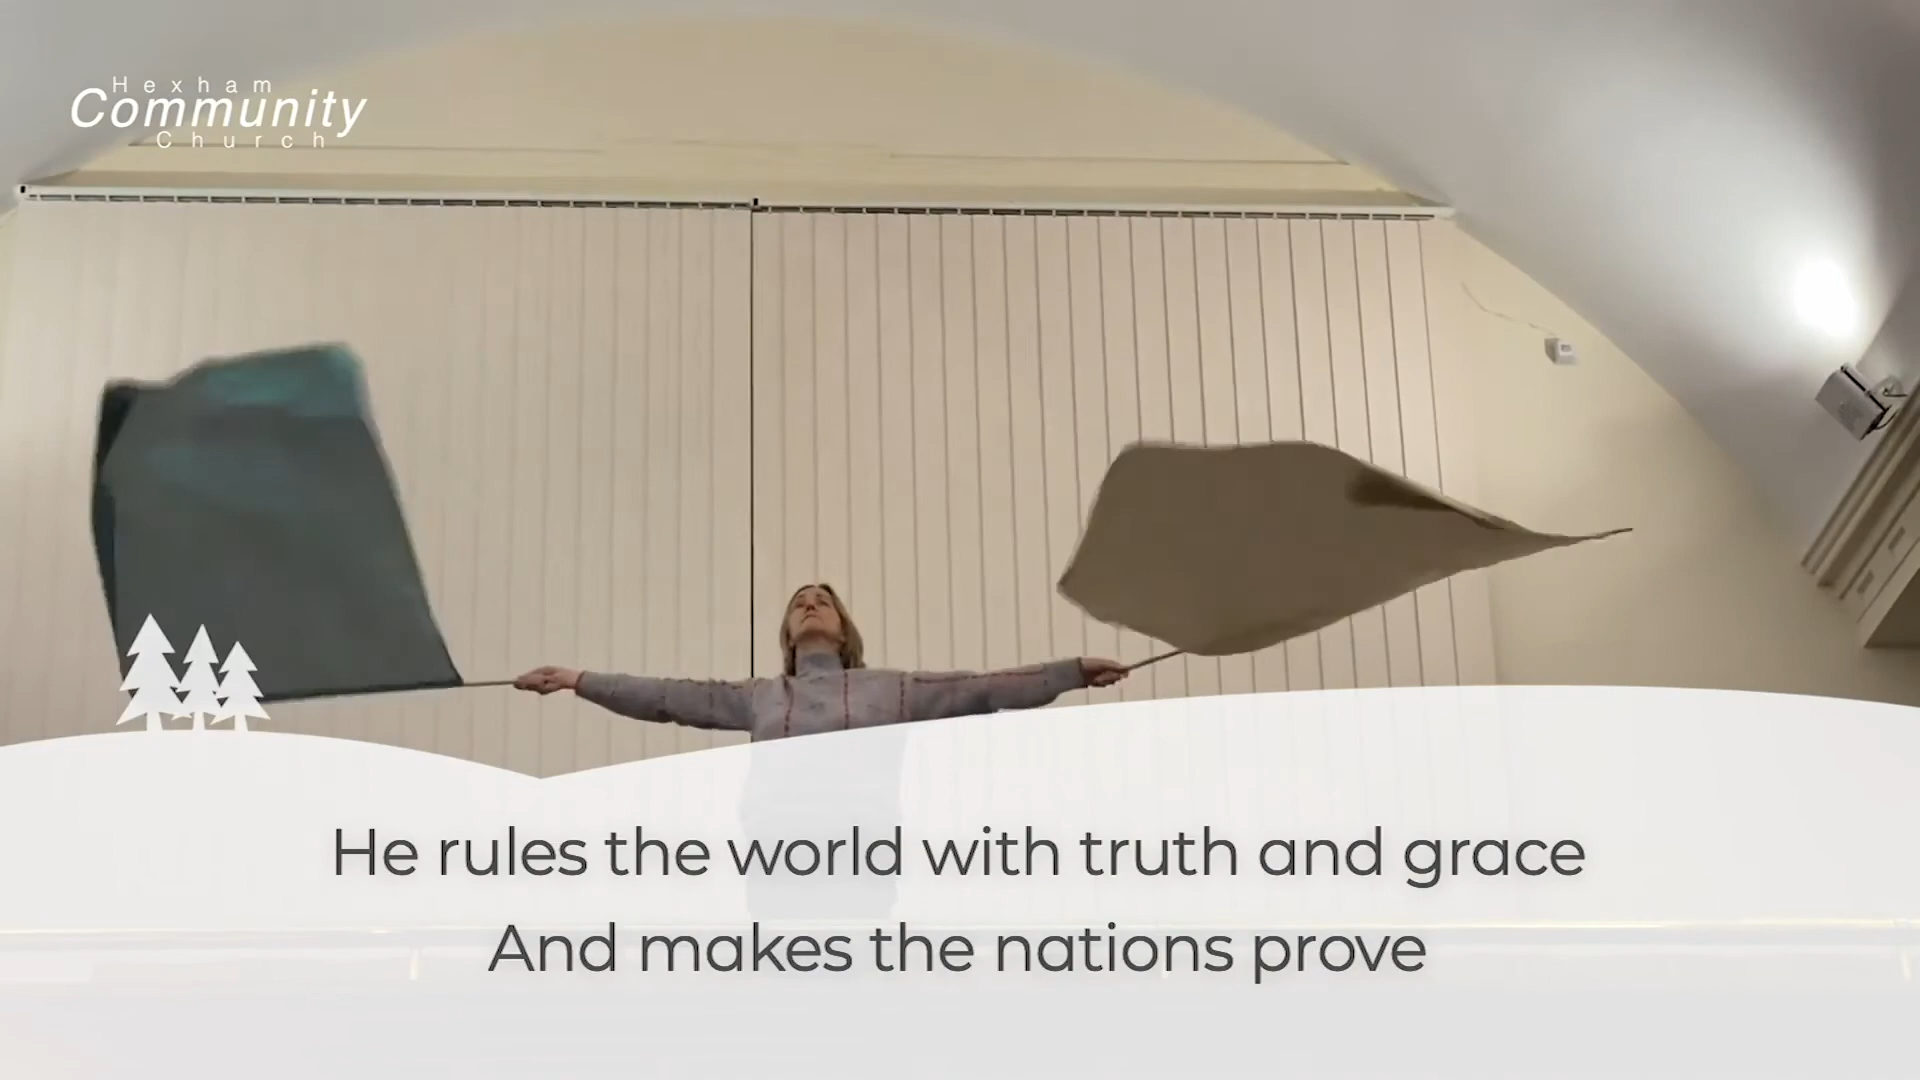 Hexham
Community
Church
He rules the world with truth and grace
And makes the nations prove